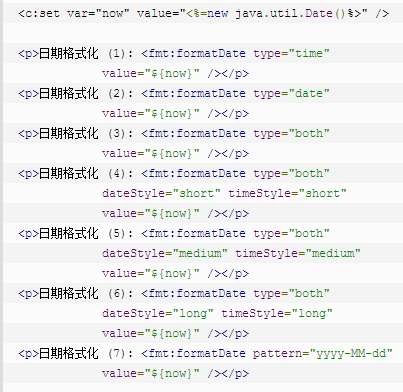 <c:set var="now" value="<%=new java.util.Date()%>" />
<p>日期格式化 (1): <fmt:formatDate type="time"
value="${now}" /></p>
<p>日期格式化 (2): <fmt:formatDate type="date"
value="${now}" /></p>
<p>日期格式化 (3): <fmt:formatDate type="both"
value="${now}" /></p>
<p>日期格式化 (4): <fmt:formatDate type="both"
dateStyle="short" timeStyle="short"
value="${now}" /></p>
<p>日期格式化 (5): <fmt:formatDate type="both"
dateStyle="medium" timeStyle="medium"
value="${now}" /></p>
<p>日期格式化 (6): <fmt:formatDate type="both"
dateStyle="long" timeStyle="long"
value="${now}" /></p>
<p>日期格式化 (7): <fmt:formatDate pattern="yyyy-MM-dd"
value="${now}" /></p>